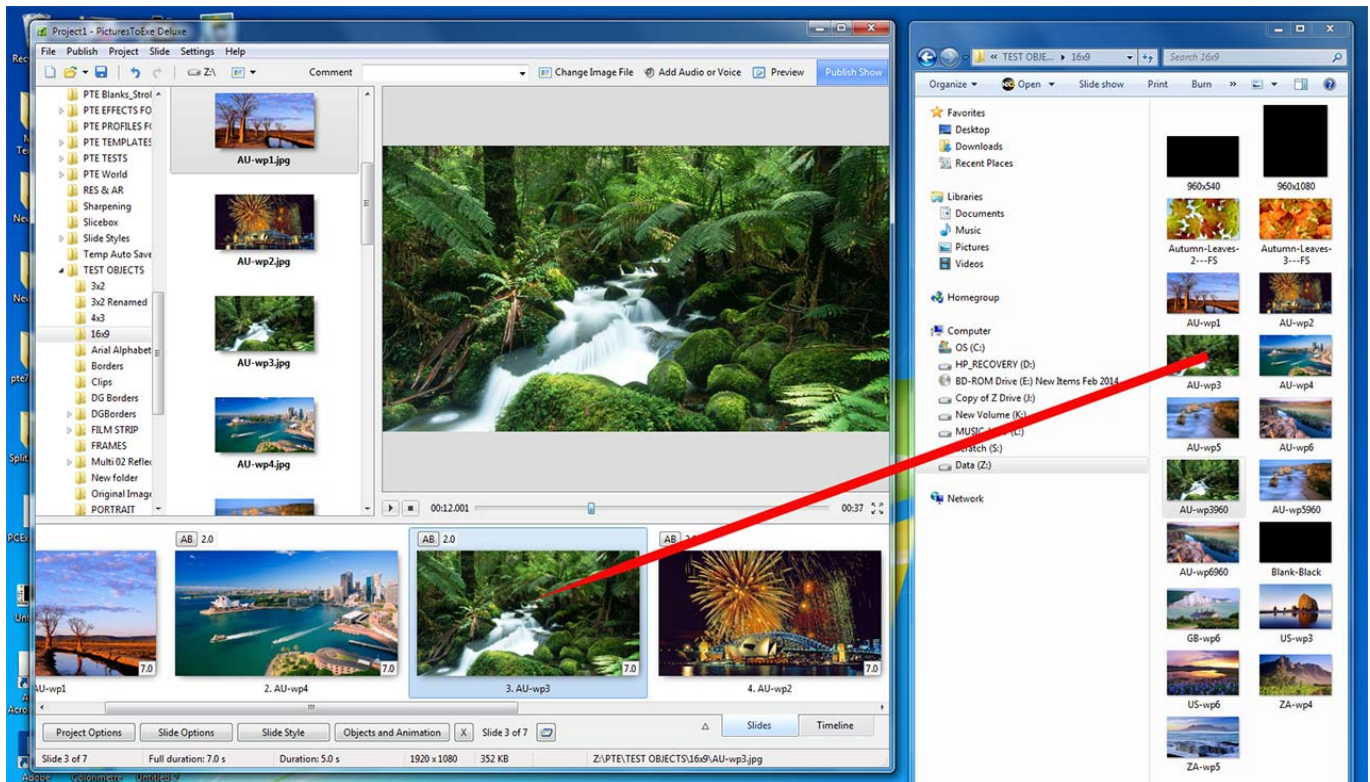 Project1 - PicturesToExe Deluxe
File Publish Project Slide Settings Help
Z:\ Comment Change Image File Add Audio or Voice Preview Publish Show
PTE Blanks_Strol
PTE EFFECTS FO
PTE PROFILES F
PTE TEMPLATES
PTE TESTS
PTE World
RES & AR
Sharpening
Slicebox
Slide Styles
Temp Auto Save
TEST OBJECTS
3x2
3x2 Renamed
4x3
16x9
Arial Alphabet
Borders
Clips
DG Borders
DGBorders
FILM STRIP
FRAMES
Multi 02 Reflec
New folder
Original Image
PORTRAIT
AU-wp1.jpg
AU-wp2.jpg
AU-wp3.jpg
AU-wp4.jpg
00:12.001 00:37
AB 2.0 AB 2.0 AB
7.0 7.0 7.0
U-wp1 2. AU-wp4 3. AU-wp3 4. AU-wp2
Project Options Slide Options Slide Style Objects and Animation X Slide 3 of 7 Slides Timeline
Slide 3 of 7 Full duration: 7.0 s Duration: 5.0 s 1920 x 1080 352 KB Z:\PTE\TEST OBJECTS\16x9\AU-wp3.jpg
« TEST OBJE... 16x9 Search 16x9
Organize Open Slide show Print Burn »
Favorites
Desktop
Downloads
Recent Places
Libraries
Documents
Music
Pictures
Videos
Homegroup
Computer
OS (C:)
HP_RECOVERY (D:)
BD-ROM Drive (E:) New Items Feb 2014
Copy of Z Drive (J:)
New Volume (K:)
MUSIC
(S:)
Data (Z:)
Network
960x540 960x1080
Autumn-Leaves-2---FS Autumn-Leaves-3---FS
AU-wp1 AU-wp2
AU-wp3 AU-wp4
AU-wp5 AU-wp6
AU-wp3960 AU-wp5960
AU-wp6960 Blank-Black
GB-wp6 US-wp3
US-wp6 ZA-wp4
ZA-wp5
Adobe Colorimetre Untitled-2